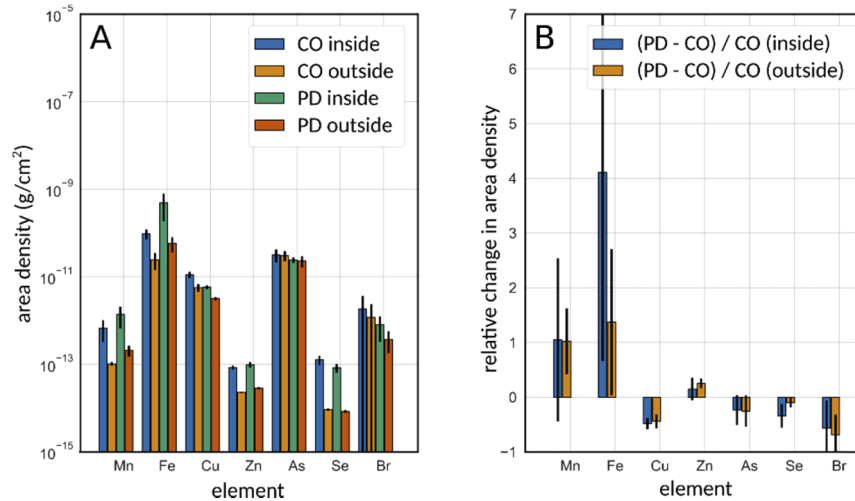 A
CO inside
CO outside
PD inside
PD outside
area density (g/cm²)
10⁻⁵
10⁻⁷
10⁻⁹
10⁻¹¹
10⁻¹³
10⁻¹⁵
Mn Fe Cu Zn As Se Br
element
B
(PD - CO) / CO (inside)
(PD - CO) / CO (outside)
relative change in area density
7
6
5
4
3
2
1
0
−1
Mn Fe Cu Zn As Se Br
element